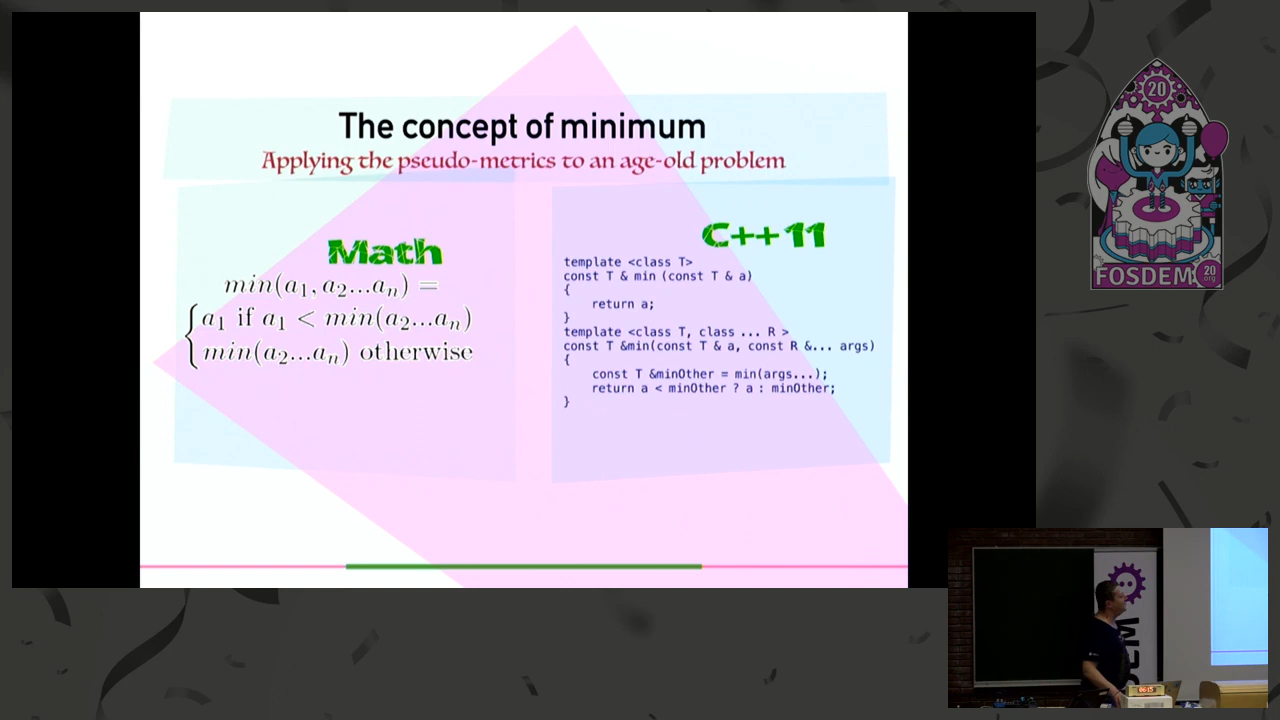 The concept of minimum
Applying the pseudo-metrics to an age-old problem
Math
min(a₁, a₂...aₙ) =
{a₁ if a₁ < min(a₂...aₙ)
min(a₂...aₙ) otherwise
C++11
template <class T>
const T & min (const T & a)
{
return a;
}
template <class T, class ... R >
const T &min(const T & a, const R &... args)
{
const T &minOther = min(args...);
return a < minOther ? a : minOther;
}
20
FOSDEM 20
.org